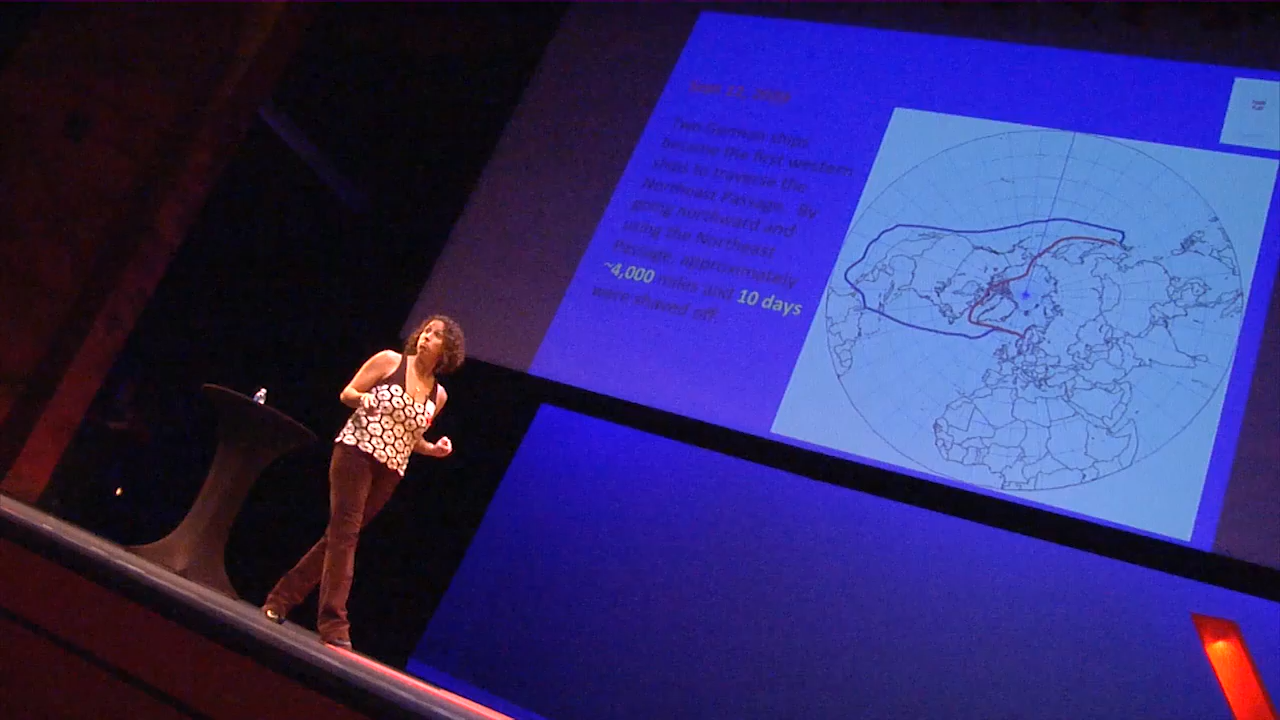 Two German ships
became the first western
ships to traverse the
Northeast Passage. By
going northward and
using the Northeast
Passage, approximately
~4,000 miles and 10 days
were shaved off.